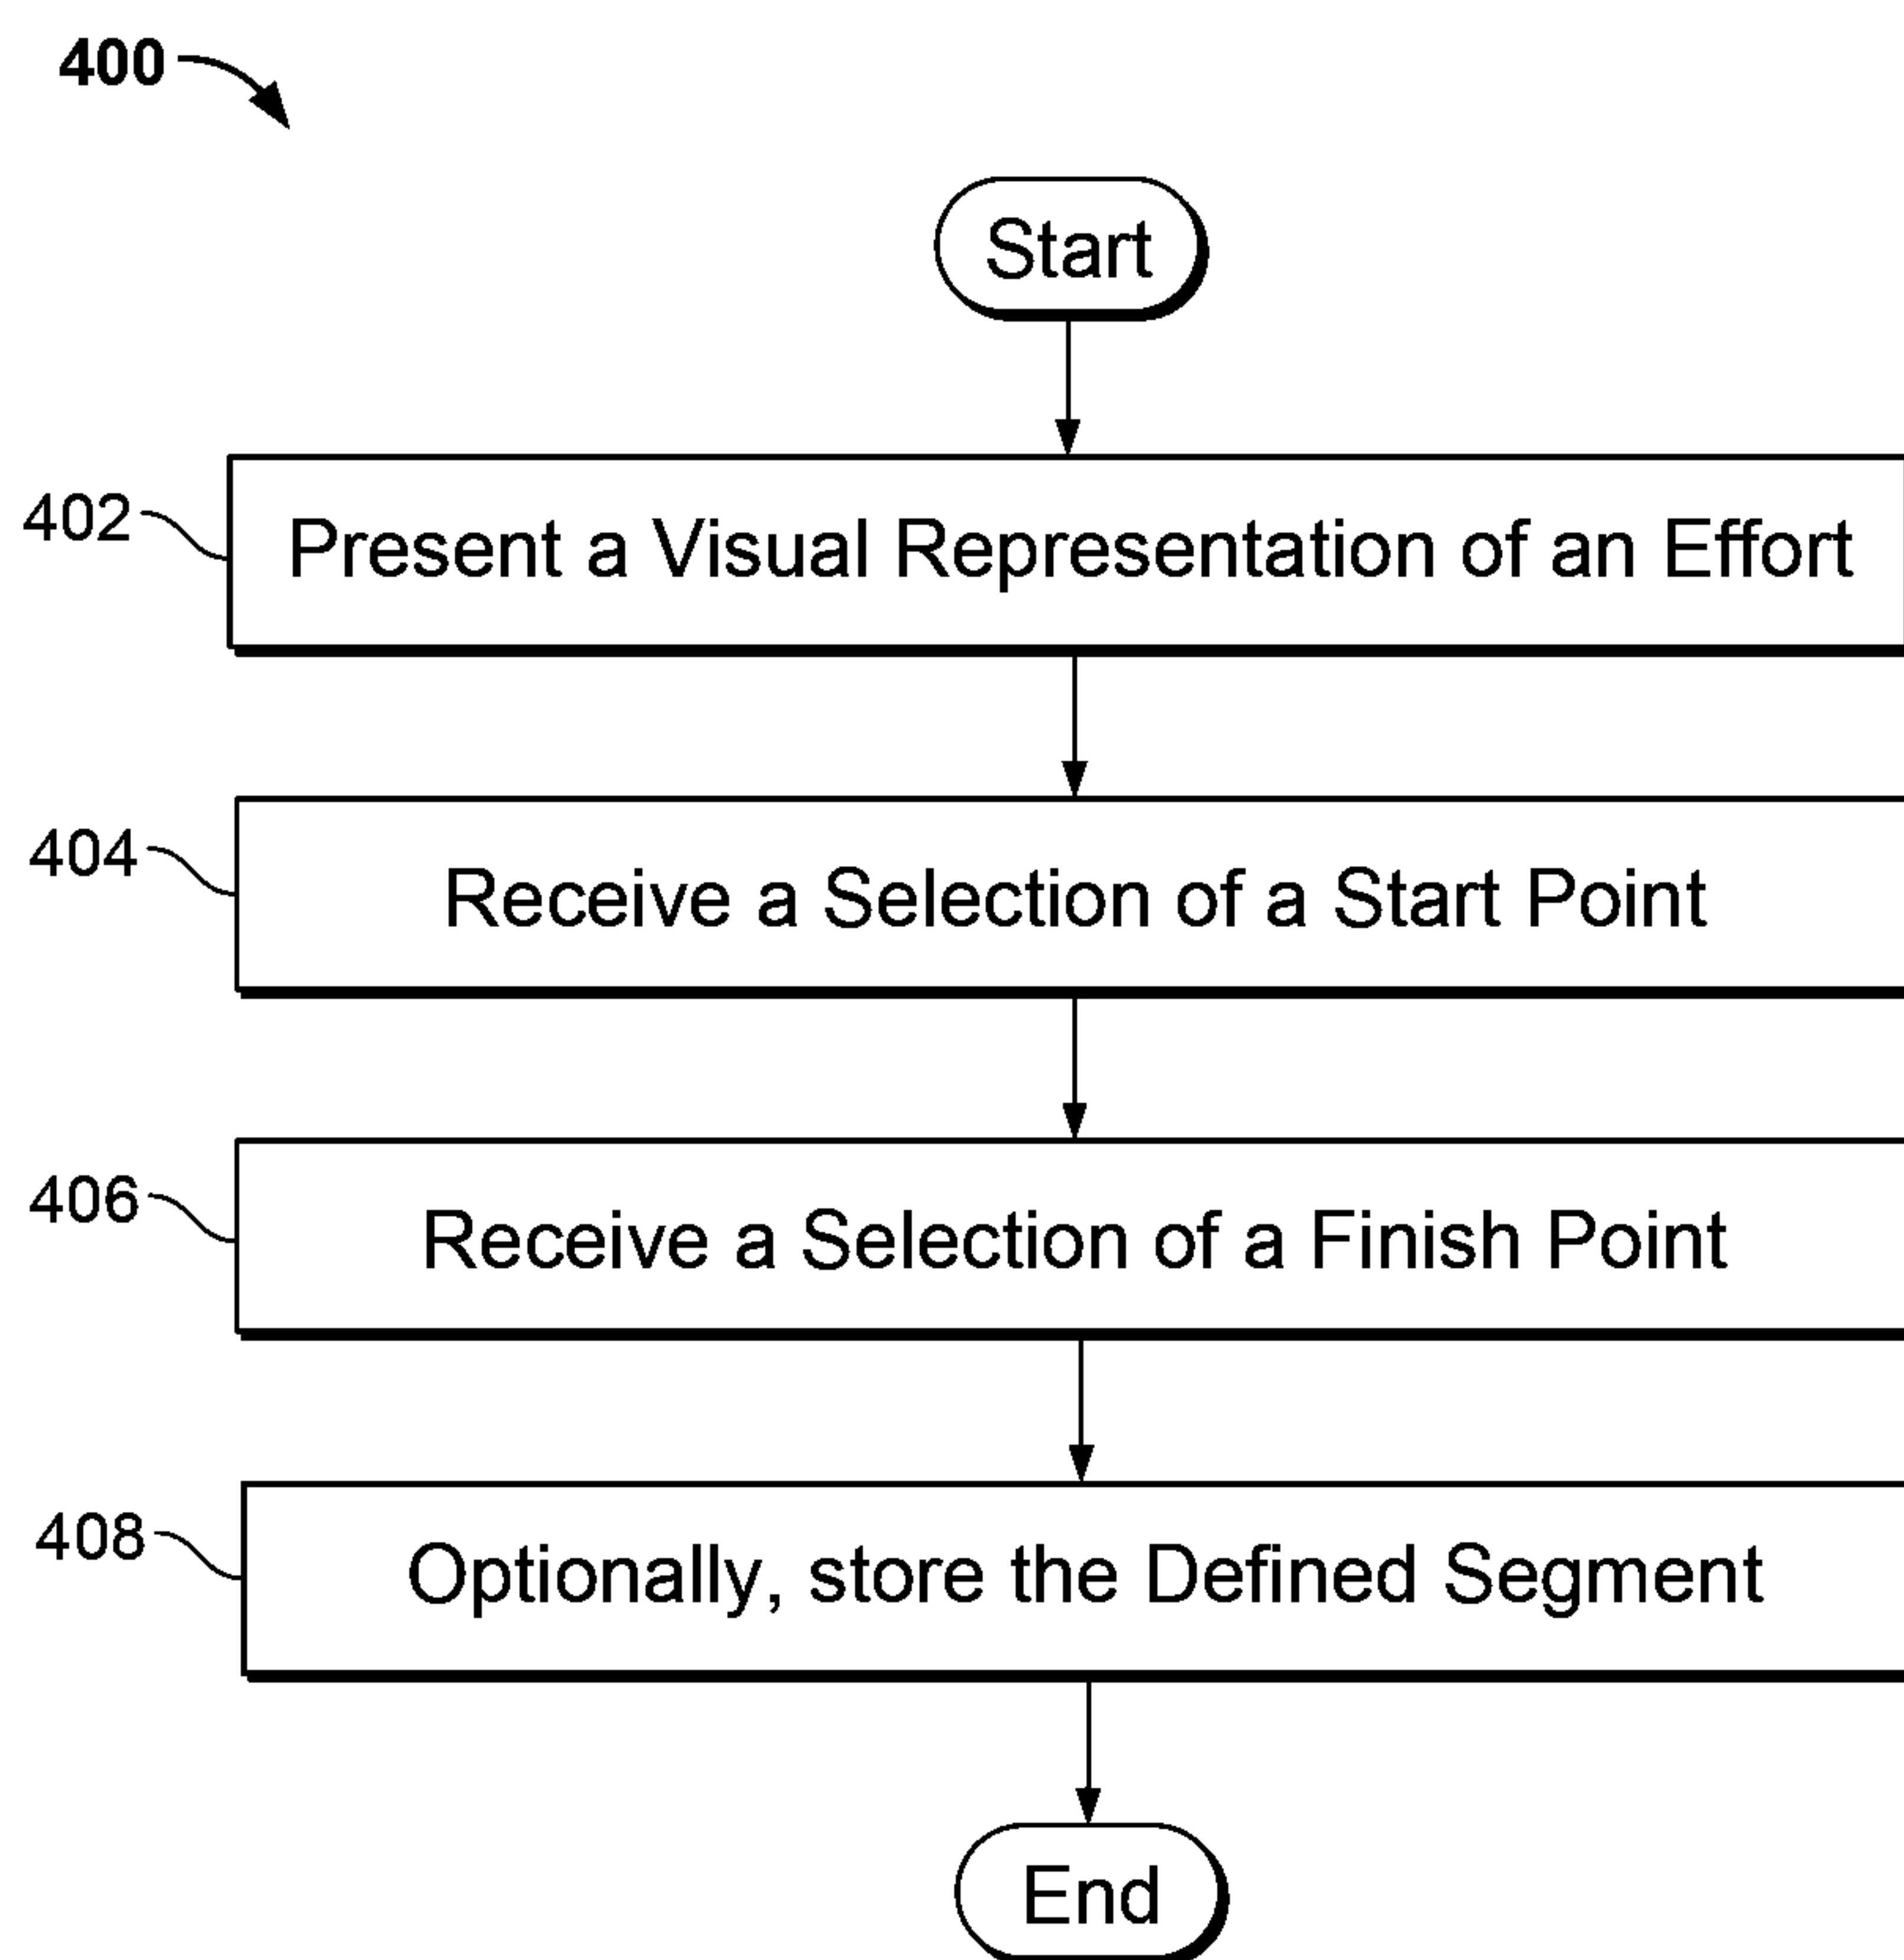 400
Start
402
Present a Visual Representation of an Effort
404
Receive a Selection of a Start Point
406
Receive a Selection of a Finish Point
408
Optionally, store the Defined Segment
End